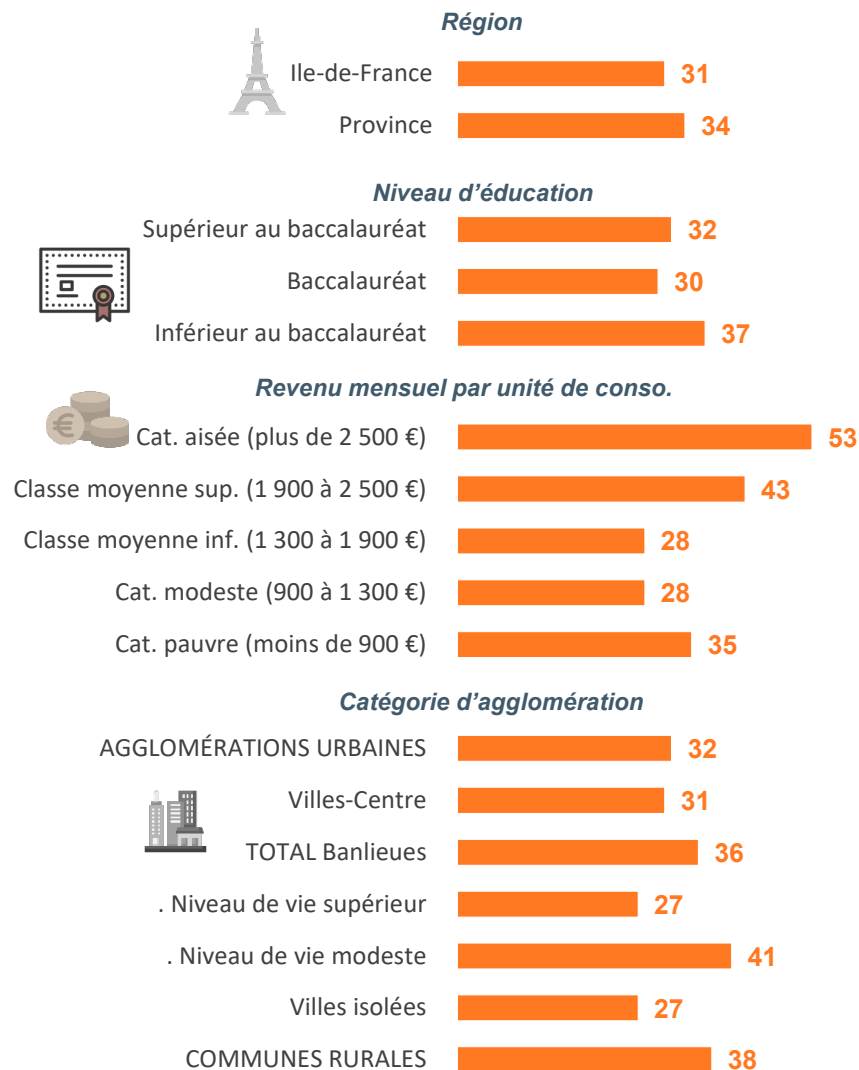 Région
Ile-de-France 31
Province 34
Niveau d'éducation
Supérieur au baccalauréat 32
Baccalauréat 30
Inférieur au baccalauréat 37
Revenu mensuel par unité de conso.
€
Cat. aisée (plus de 2 500 €) 53
Classe moyenne sup. (1 900 à 2 500 €) 43
Classe moyenne inf. (1 300 à 1 900 €) 28
Cat. modeste (900 à 1 300 €) 28
Cat. pauvre (moins de 900 €) 35
Catégorie d'agglomération
AGGLOMÉRATIONS URBAINES 32
Villes-Centre 31
TOTAL Banlieues 36
. Niveau de vie supérieur 27
. Niveau de vie modeste 41
Villes isolées 27
COMMUNES RURALES 38